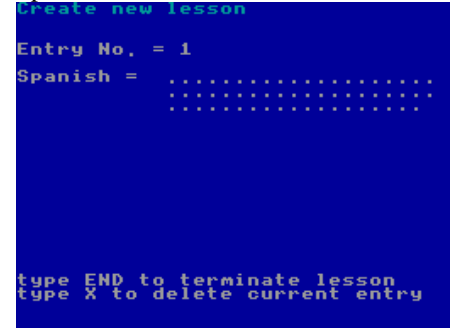 Create new lesson
Entry No. = 1
Spanish = ....................
....................
...................
type END to terminate lesson
type X to delete current entry